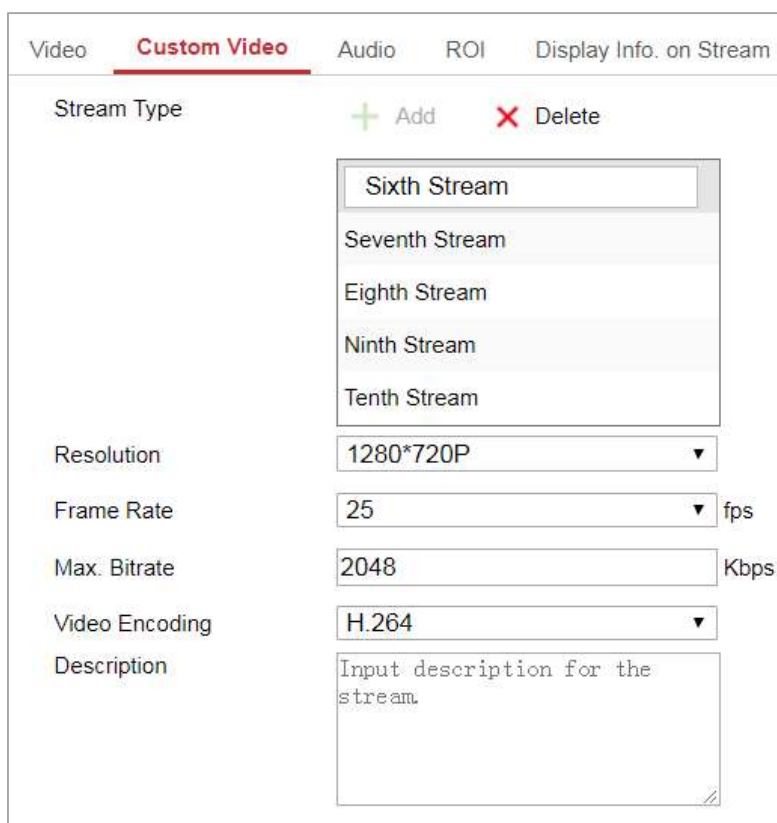 Video Custom Video Audio ROI Display Info. on Stream
Stream Type + Add × Delete
Sixth Stream
Seventh Stream
Eighth Stream
Ninth Stream
Tenth Stream
Resolution 1280*720P
Frame Rate 25 fps
Max. Bitrate 2048 Kbps
Video Encoding H.264
Description Input description for the
stream.